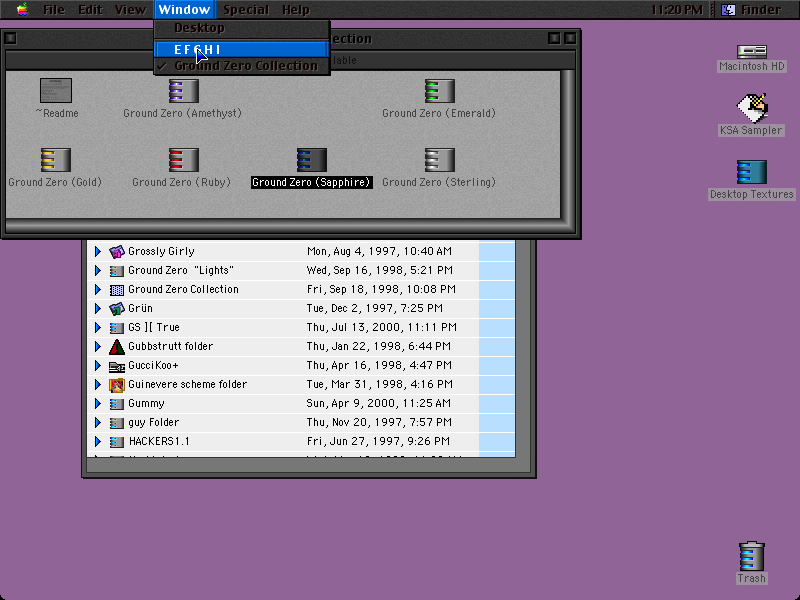 File Edit View Window Special Help 11:20 PM Finder
Desktop
E F G H I
✓ Ground Zero Collection
ection
lable
~Readme
Ground Zero (Amethyst)
Ground Zero (Emerald)
Ground Zero (Gold)
Ground Zero (Ruby)
Ground Zero (Sapphire)
Ground Zero (Sterling)
Macintosh HD
KSA Sampler
Desktop Textures
Grossly Girly Mon, Aug 4, 1997, 10:40 AM
Ground Zero "Lights" Wed, Sep 16, 1998, 5:21 PM
Ground Zero Collection Fri, Sep 18, 1998, 10:08 PM
Grün Tue, Dec 2, 1997, 7:25 PM
GS ][ True Thu, Jul 13, 2000, 11:11 PM
Gubbstrutt folder Thu, Jan 22, 1998, 6:44 PM
GucciKoo+ Thu, Apr 16, 1998, 4:47 PM
Guinevere scheme folder Tue, Mar 31, 1998, 4:16 PM
Gummy Sun, Apr 9, 2000, 11:25 AM
guy Folder Thu, Nov 20, 1997, 7:57 PM
HACKERS1.1 Fri, Jun 27, 1997, 9:26 PM
Trash